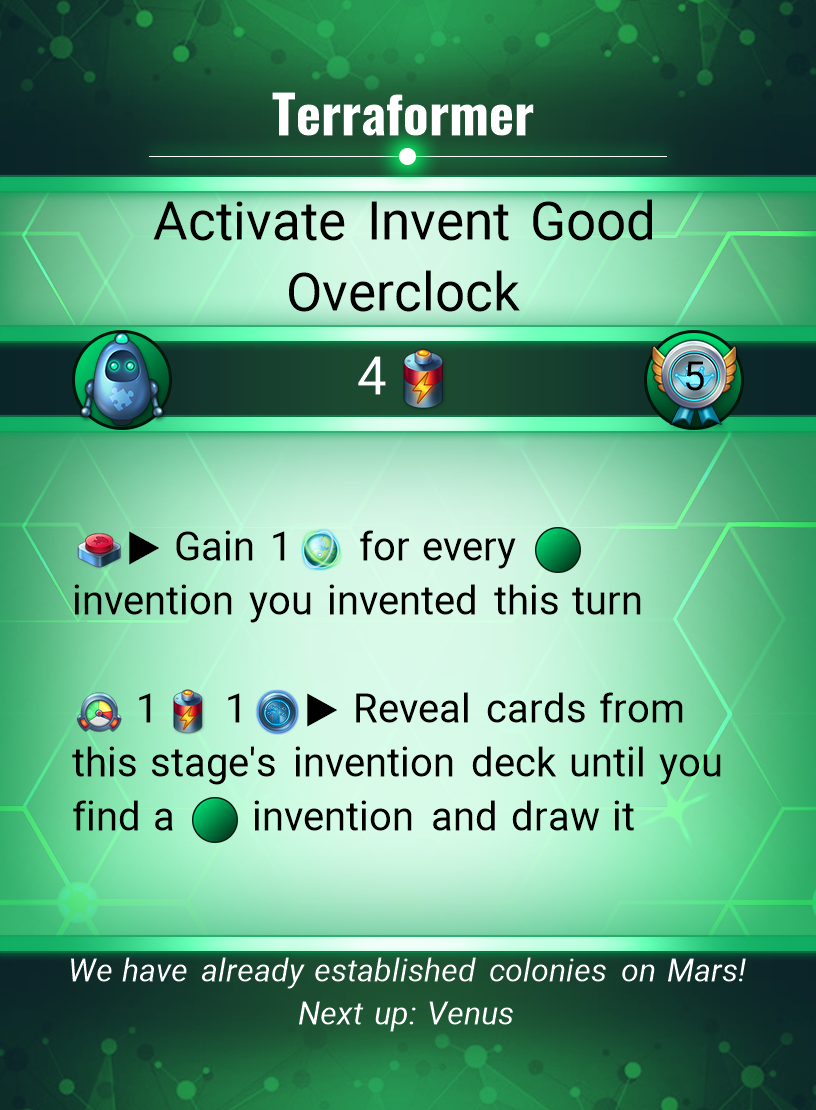 Terraformer
Activate Invent Good
Overclock
4
5
Gain 1 for every
invention you invented this turn
1 1 Reveal cards from
this stage's invention deck until you
find a invention and draw it
We have already established colonies on Mars!
Next up: Venus